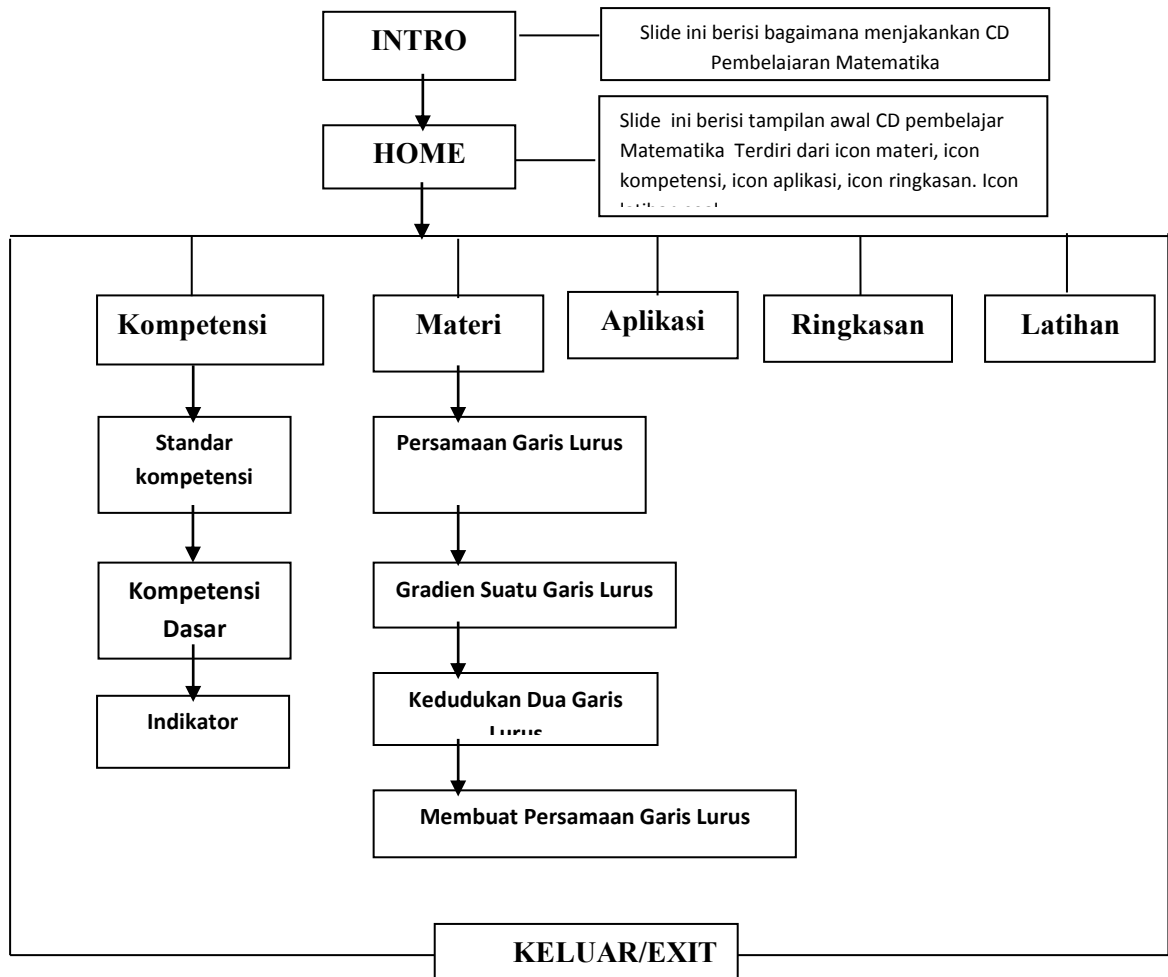 INTRO
Slide ini berisi bagaimana menjakankan CD
Pembelajaran Matematika
HOME
Slide ini berisi tampilan awal CD pembelajar
Matematika Terdiri dari icon materi, icon
kompetensi, icon aplikasi, icon ringkasan. Icon
Kompetensi
Materi
Aplikasi
Ringkasan
Latihan
Standar
kompetensi
Kompetensi
Dasar
Indikator
Persamaan Garis Lurus
Gradien Suatu Garis Lurus
Kedudukan Dua Garis
Lurus
Membuat Persamaan Garis Lurus
KELUAR/EXIT